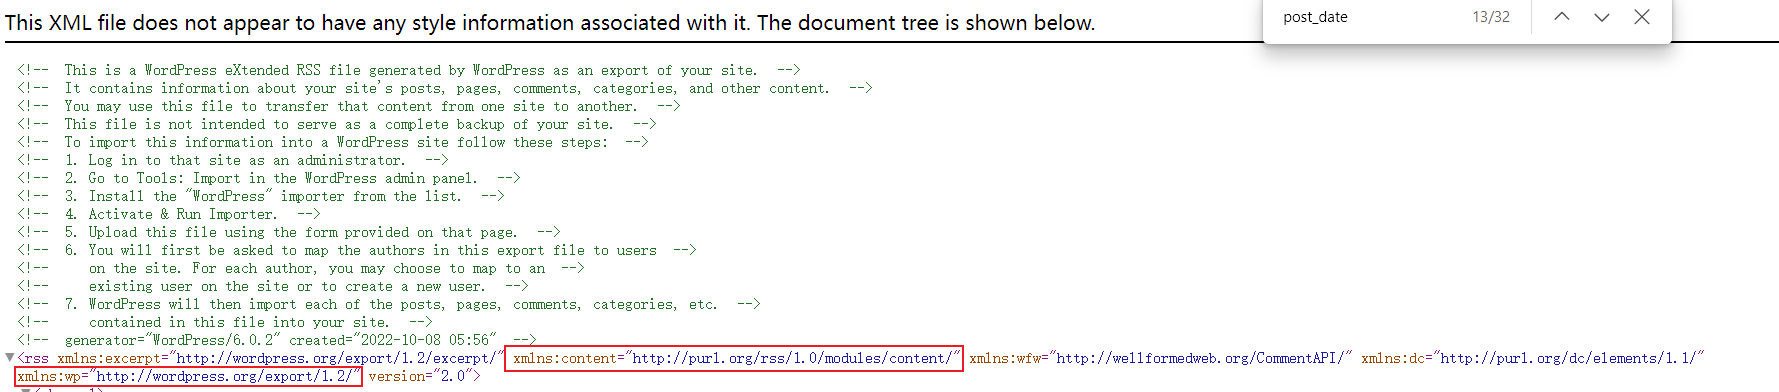 post_date 13/32
This XML file does not appear to have any style information associated with it. The document tree is shown below.
<!-- This is a WordPress eXtended RSS file generated by WordPress as an export of your site. -->
<!-- It contains information about your site's posts, pages, comments, categories, and other content. -->
<!-- You may use this file to transfer that content from one site to another. -->
<!-- This file is not intended to serve as a complete backup of your site. -->
<!-- To import this information into a WordPress site follow these steps: -->
<!-- 1. Log in to that site as an administrator. -->
<!-- 2. Go to Tools: Import in the WordPress admin panel. -->
<!-- 3. Install the "WordPress" importer from the list. -->
<!-- 4. Activate & Run Importer. -->
<!-- 5. Upload this file using the form provided on that page. -->
<!-- 6. You will first be asked to map the authors in this export file to users -->
<!-- on the site. For each author, you may choose to map to an -->
<!-- existing user on the site or to create a new user. -->
<!-- 7. WordPress will then import each of the posts, pages, comments, categories, etc. -->
<!-- contained in this file into your site. -->
<!-- generator="WordPress/6.0.2" created="2022-10-08 05:56" -->
<rss xmlns:excerpt="http://wordpress.org/export/1.2/excerpt/" xmlns:content="http://purl.org/rss/1.0/modules/content/" xmlns:wfw="http://wellformedweb.org/CommentAPI/" xmlns:dc="http://purl.org/dc/elements/1.1/"
xmlns:wp="http://wordpress.org/export/1.2/" version="2.0">